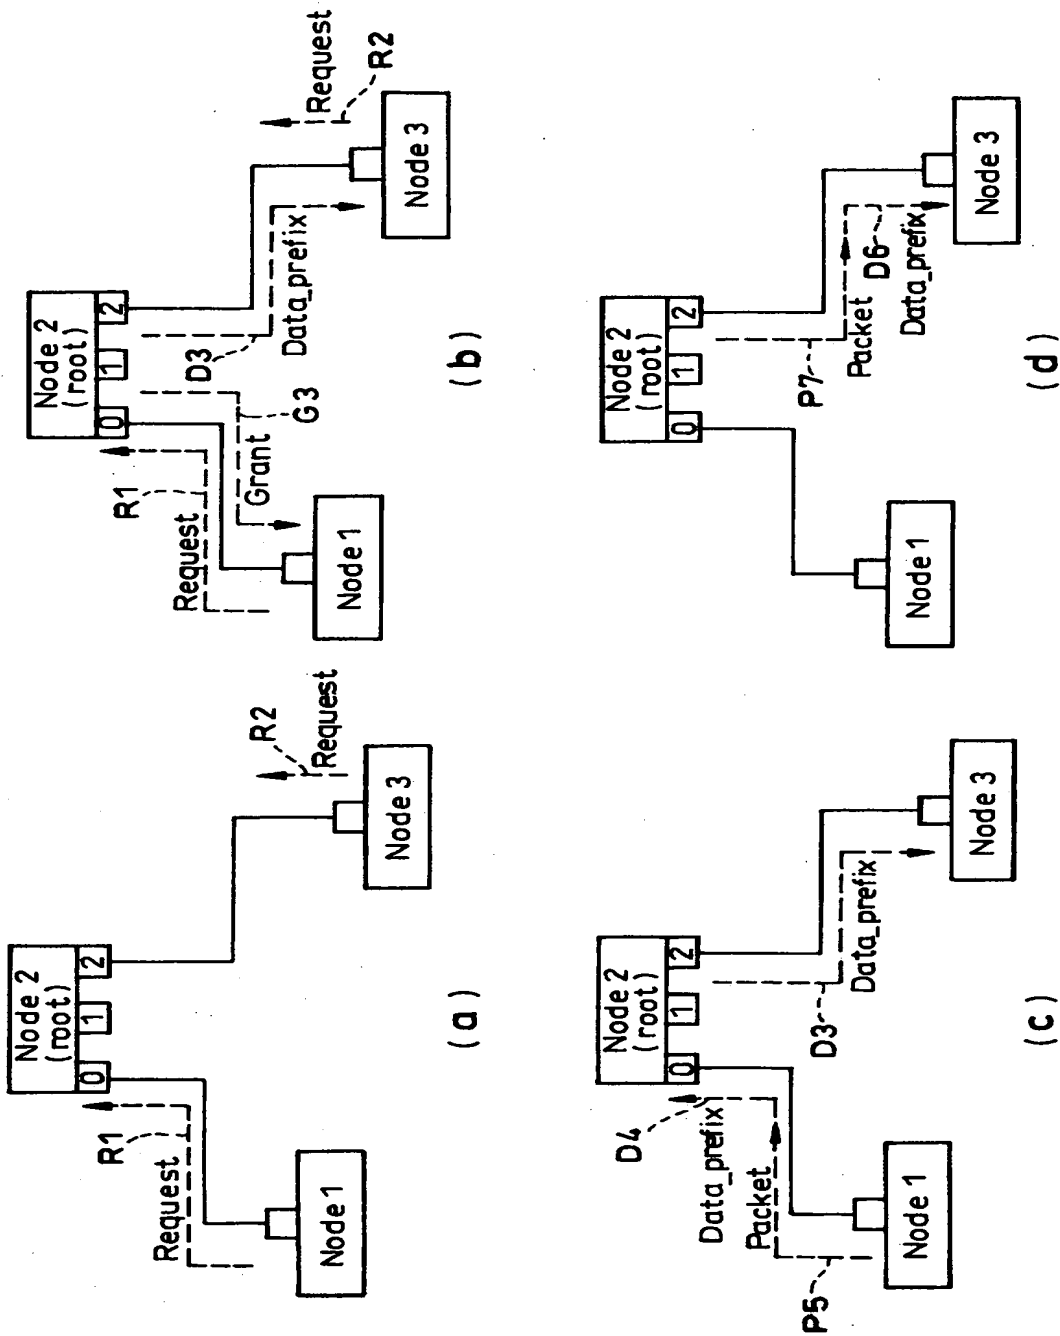 Node 2
(root)
0
1
2
R1
Request
R2
Request
Node 1
Node 3
(a)
Node 2
(root)
0
1
2
R1
Request
Grant
G3
D3
Data_prefix
Request
R2
Node 1
Node 3
(b)
Node 2
(root)
0
1
2
D4
Data_prefix
Packet
P5
D3
Data_prefix
Node 1
Node 3
(c)
Node 2
(root)
0
1
2
P7
Packet
D6
Data_prefix
Node 1
Node 3
(d)